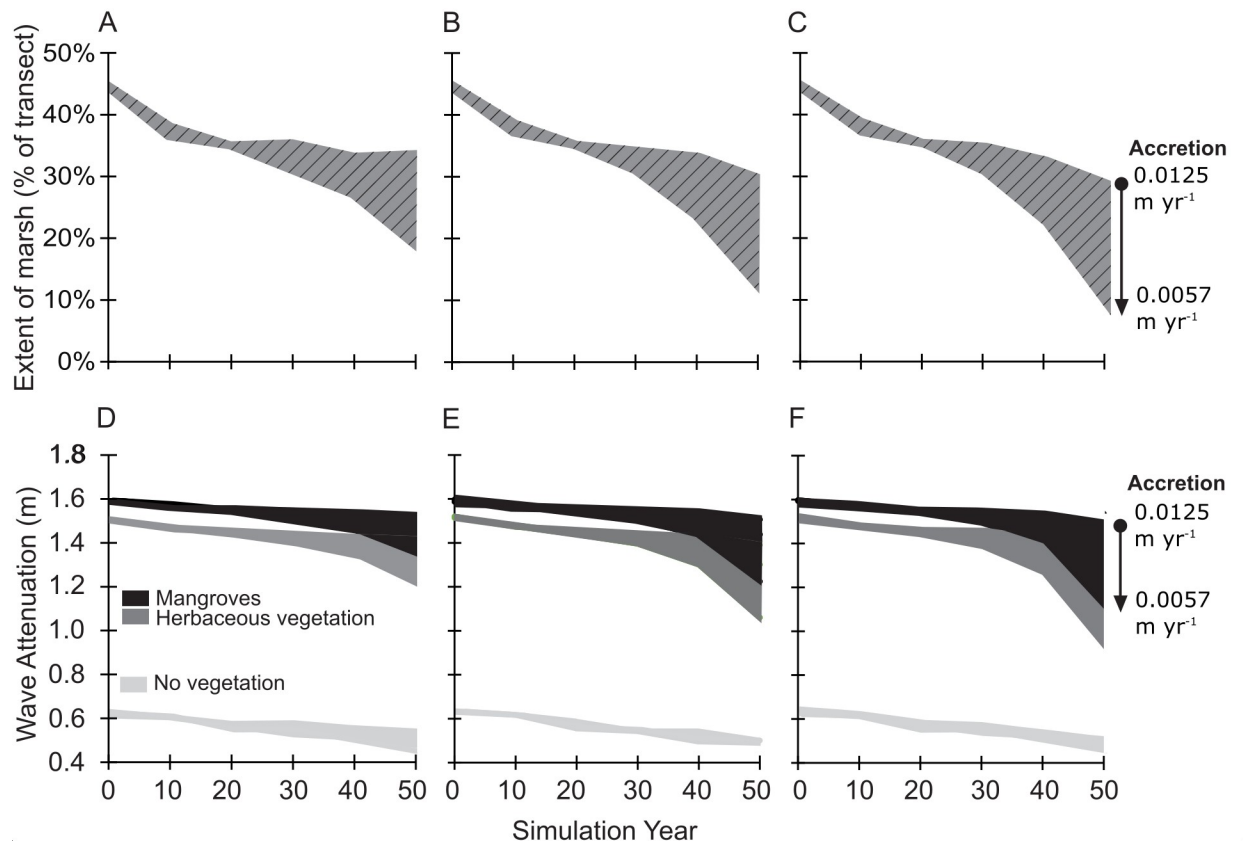 A
B
C
Extent of marsh (% of transect)
50%
40%
30%
20%
10%
0%
Accretion
0.0125
m yr⁻¹
0.0057
m yr⁻¹
D
E
F
Wave Attenuation (m)
1.8
1.6
1.4
1.2
1.0
0.8
0.6
0.4
Mangroves
Herbaceous vegetation
No vegetation
Accretion
0.0125
m yr⁻¹
0.0057
m yr⁻¹
0 10 20 30 40 50
0 10 20 30 40 50
0 10 20 30 40 50
Simulation Year